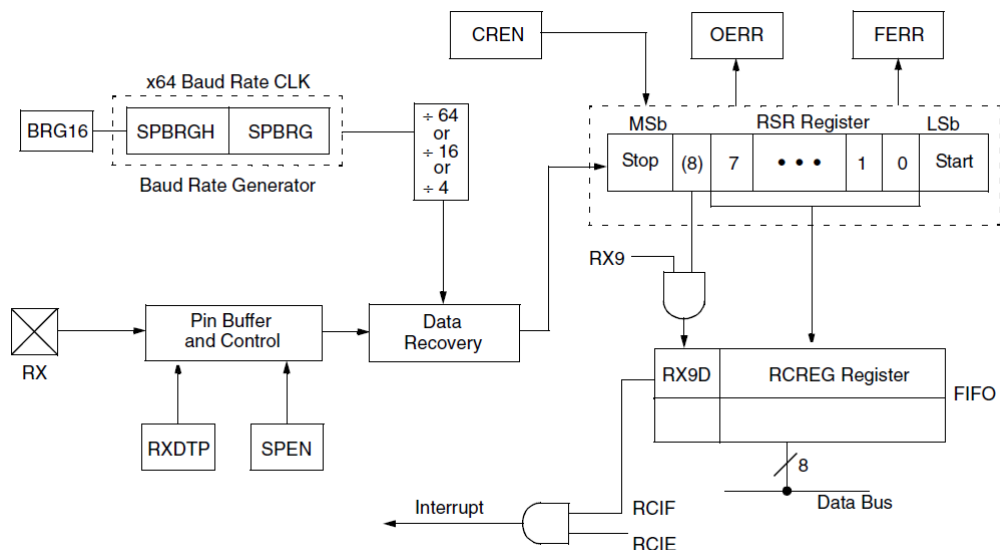 CREN
OERR
FERR
x64 Baud Rate CLK
BRG16
SPBRGH
SPBRG
Baud Rate Generator
÷ 64
or
÷ 16
or
÷ 4
MSb
RSR Register
LSb
Stop
(8)
7
• • •
1
0
Start
RX9
RX
Pin Buffer
and Control
Data
Recovery
RXDTP
SPEN
RX9D
RCREG Register
FIFO
8
Data Bus
Interrupt
RCIF
RCIE